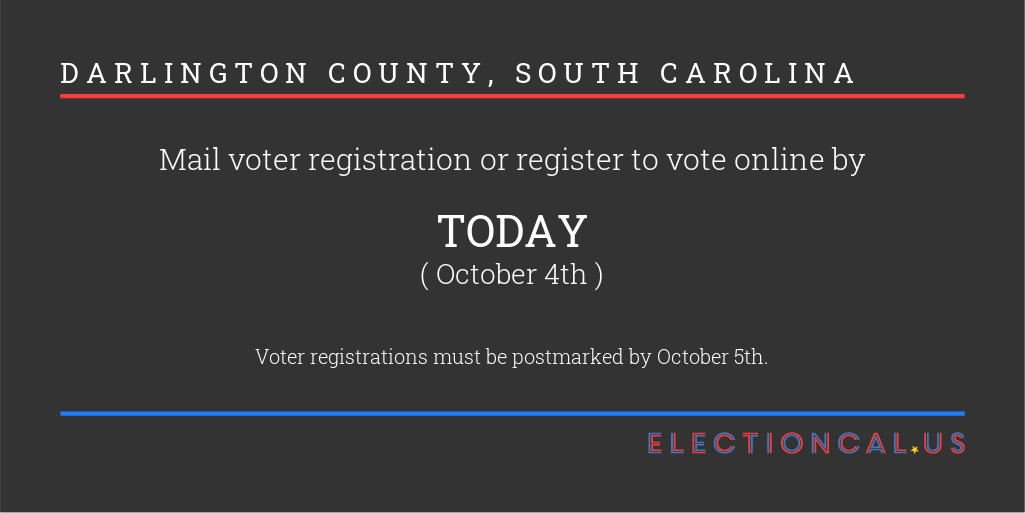 DARLINGTON COUNTY, SOUTH CAROLINA
Mail voter registration or register to vote online by
TODAY
( October 4th )
Voter registrations must be postmarked by October 5th.
ELECTIONCAL.US